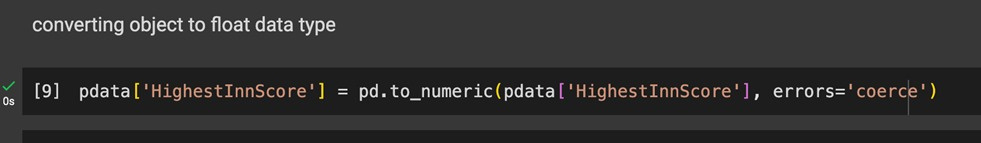 converting object to float data type
[9] pdata['HighestInnScore'] = pd.to_numeric(pdata['HighestInnScore'], errors='coerce')
0s